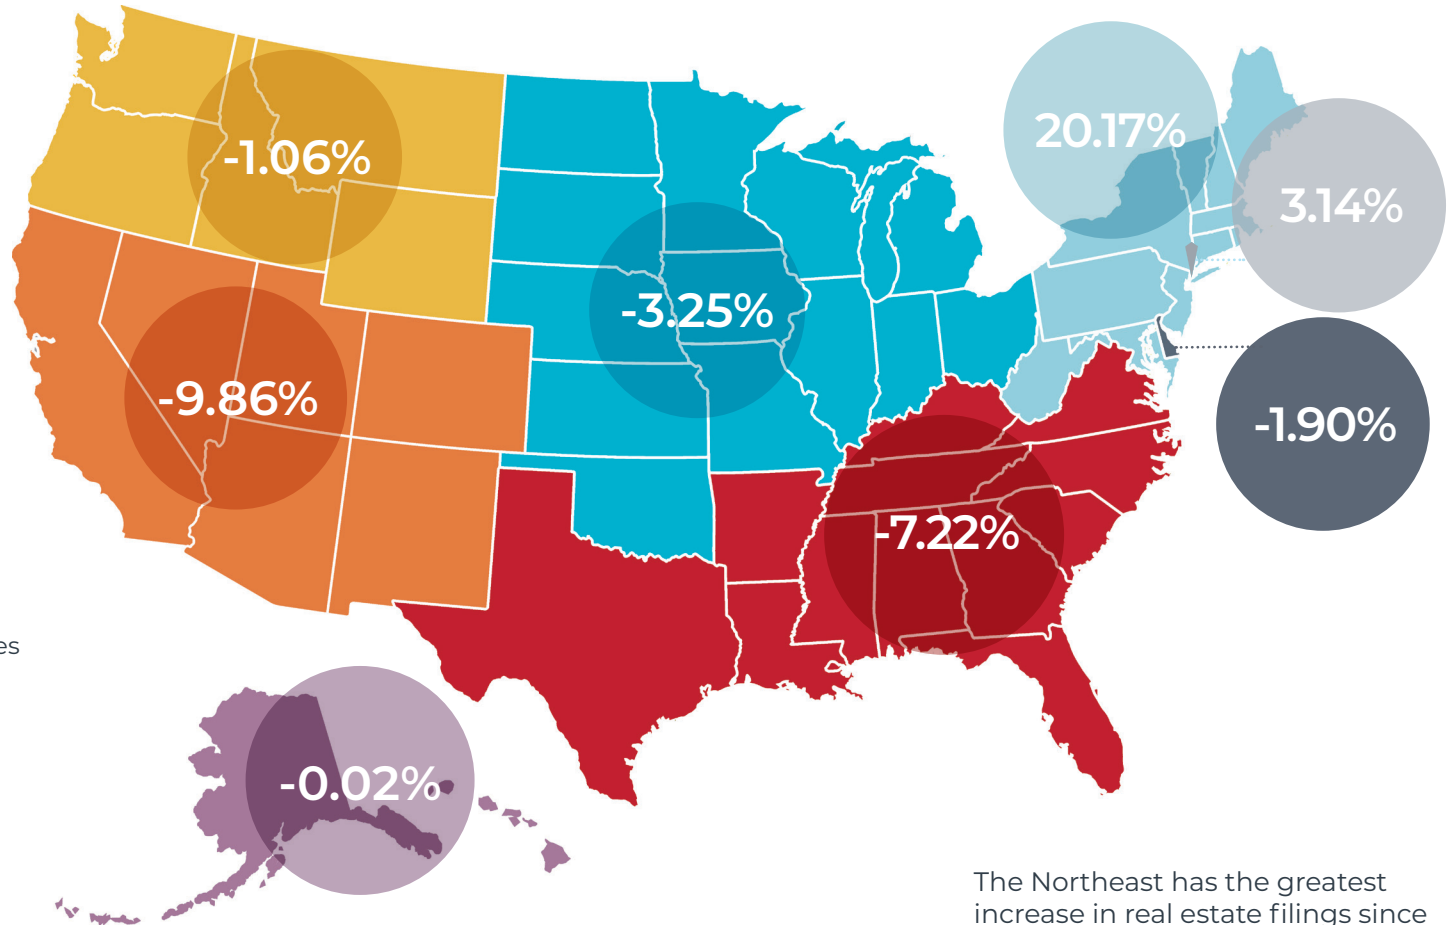 20.17%
-1.06%
3.14%
-3.25%
-9.86%
-1.90%
-7.22%
es
-0.02%
The Northeast has the greatest
increase in real estate filings since